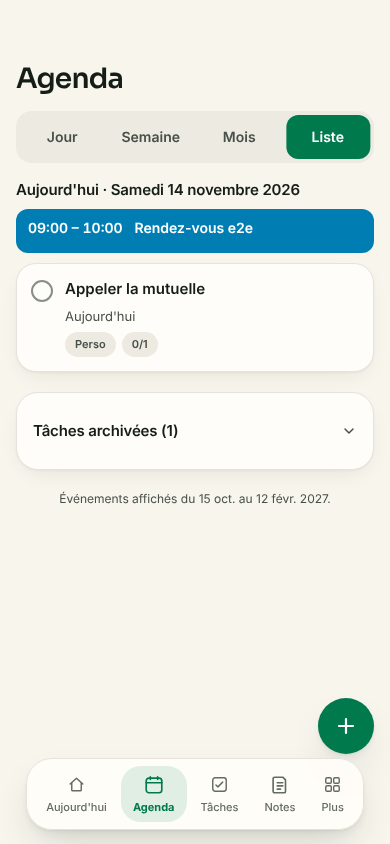 Agenda
Jour
Semaine
Mois
Liste
Aujourd'hui · Samedi 14 novembre 2026
09:00 – 10:00 Rendez-vous e2e
Appeler la mutuelle
Aujourd'hui
Perso 0/1
Tâches archivées (1)
Événements affichés du 15 oct. au 12 févr. 2027.
Aujourd'hui
Agenda
Tâches
Notes
Plus